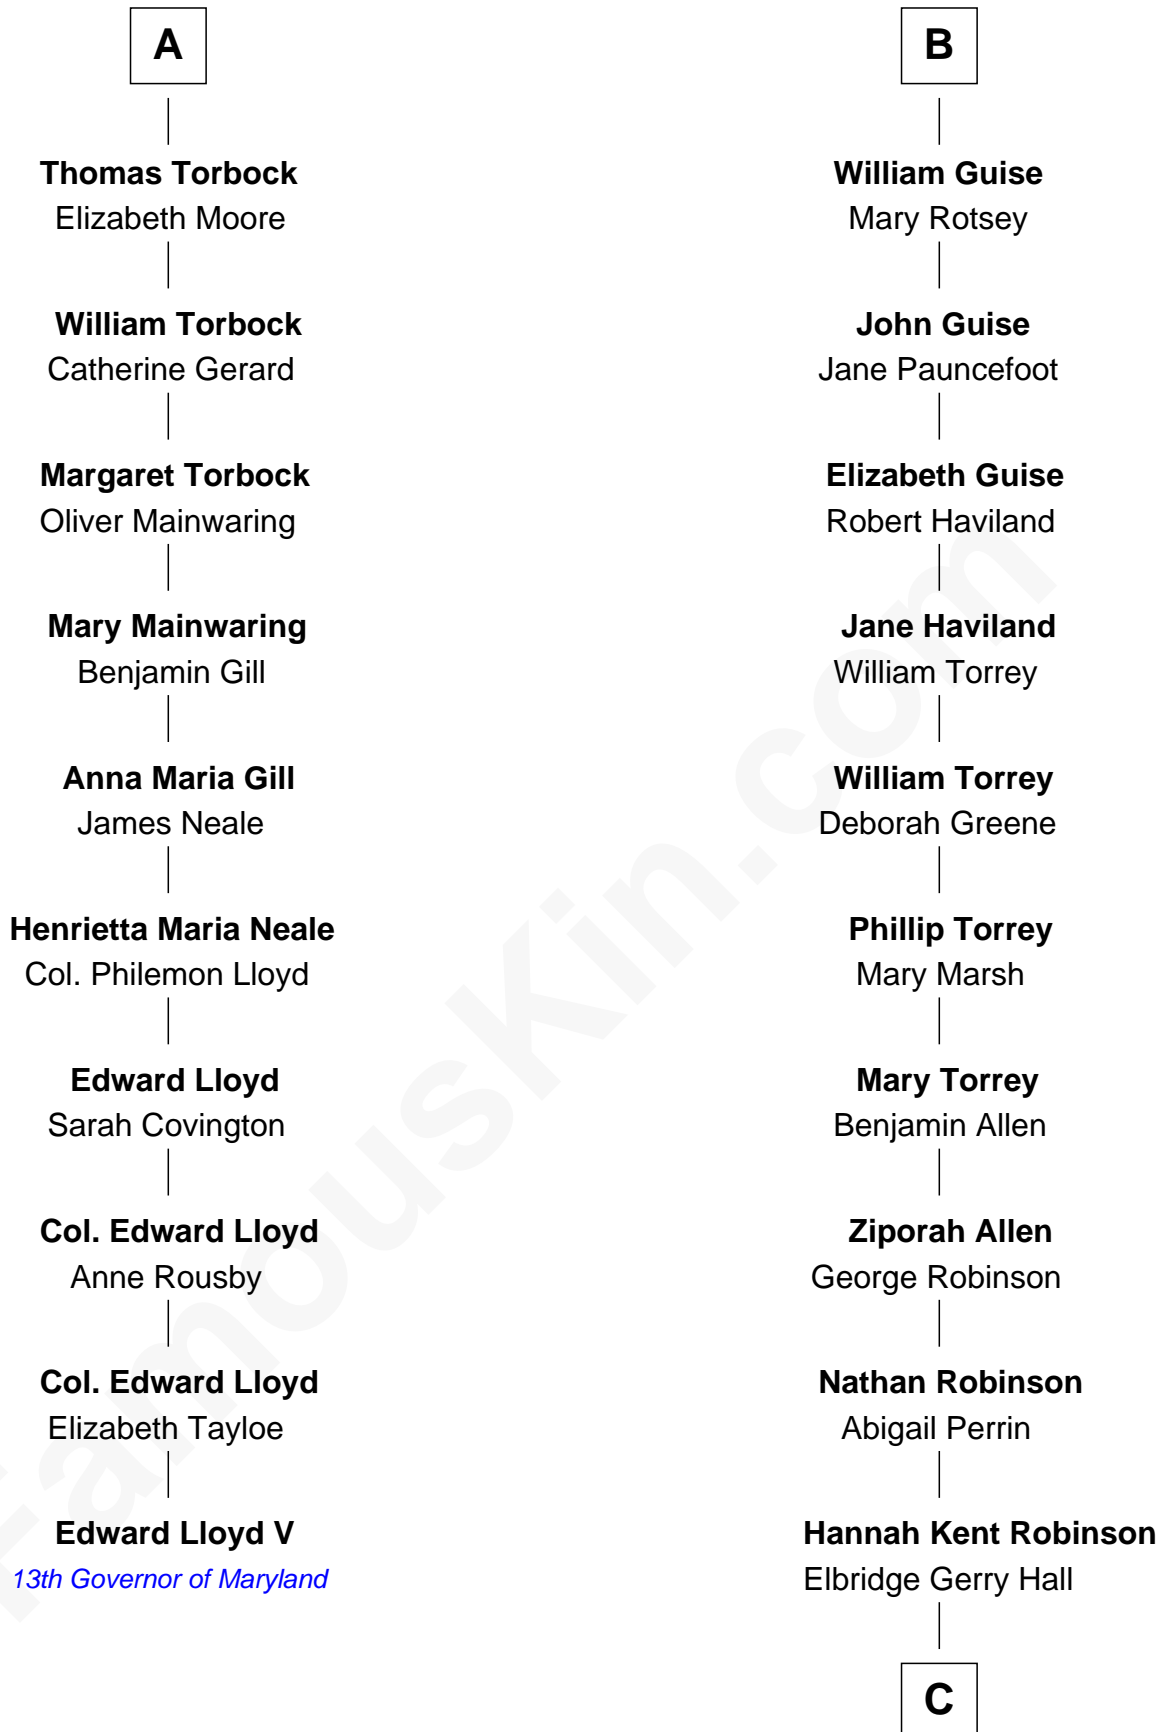 A
Thomas Torbock
Elizabeth Moore
William Torbock
Catherine Gerard
Margaret Torbock
Oliver Mainwaring
Mary Mainwaring
Benjamin Gill
Anna Maria Gill
James Neale
Henrietta Maria Neale
Col. Philemon Lloyd
Edward Lloyd
Sarah Covington
Col. Edward Lloyd
Anne Rousby
Col. Edward Lloyd
Elizabeth Tayloe
Edward Lloyd V
13th Governor of Maryland
B
William Guise
Mary Rotsey
John Guise
Jane Pauncefoot
Elizabeth Guise
Robert Haviland
Jane Haviland
William Torrey
William Torrey
Deborah Greene
Phillip Torrey
Mary Marsh
Mary Torrey
Benjamin Allen
Ziporah Allen
George Robinson
Nathan Robinson
Abigail Perrin
Hannah Kent Robinson
Elbridge Gerry Hall
C
FamousKin.com